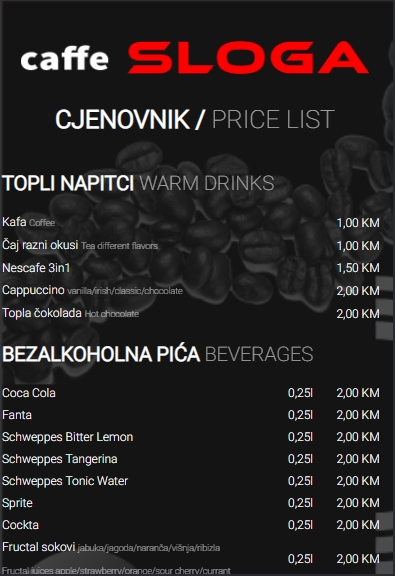 caffe SLOGA
CJENOVNIK / PRICE LIST
TOPLI NAPITCI WARM DRINKS
Kafa Coffee 1,00 KM
Čaj razni okusi Tea different flavors 1,00 KM
Nescafe 3in1 1,50 KM
Cappuccino vanilla/irish/classic/chocolate 2,00 KM
Topla čokolada Hot chocolate 2,00 KM
BEZALKOHOLNA PIĆA BEVERAGES
Coca Cola 0,25l 2,00 KM
Fanta 0,25l 2,00 KM
Schweppes Bitter Lemon 0,25l 2,00 KM
Schweppes Tangerina 0,25l 2,00 KM
Schweppes Tonic Water 0,25l 2,00 KM
Sprite 0,25l 2,00 KM
Cockta 0,25l 2,00 KM
Fructal sokovi jabuka/jagoda/naranča/višnja/ribizla
0,25l 2,00 KM
Fructal juices apple/strawberry/orange/sour cherry/currant